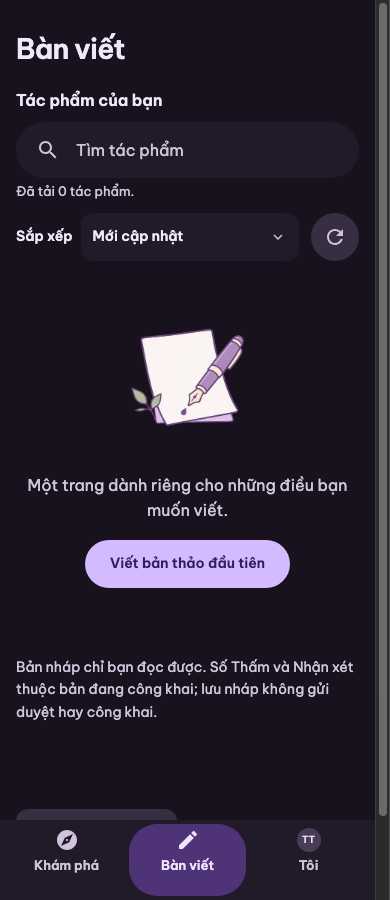 Bàn viết
Tác phẩm của bạn
Tìm tác phẩm
Đã tải 0 tác phẩm.
Sắp xếp
Mới cập nhật
Một trang dành riêng cho những điều bạn
muốn viết.
Viết bản thảo đầu tiên
Bản nháp chỉ bạn đọc được. Số Thấm và Nhận xét
thuộc bản đang công khai; lưu nháp không gửi
duyệt hay công khai.
Khám phá
Bàn viết
TT
Tôi